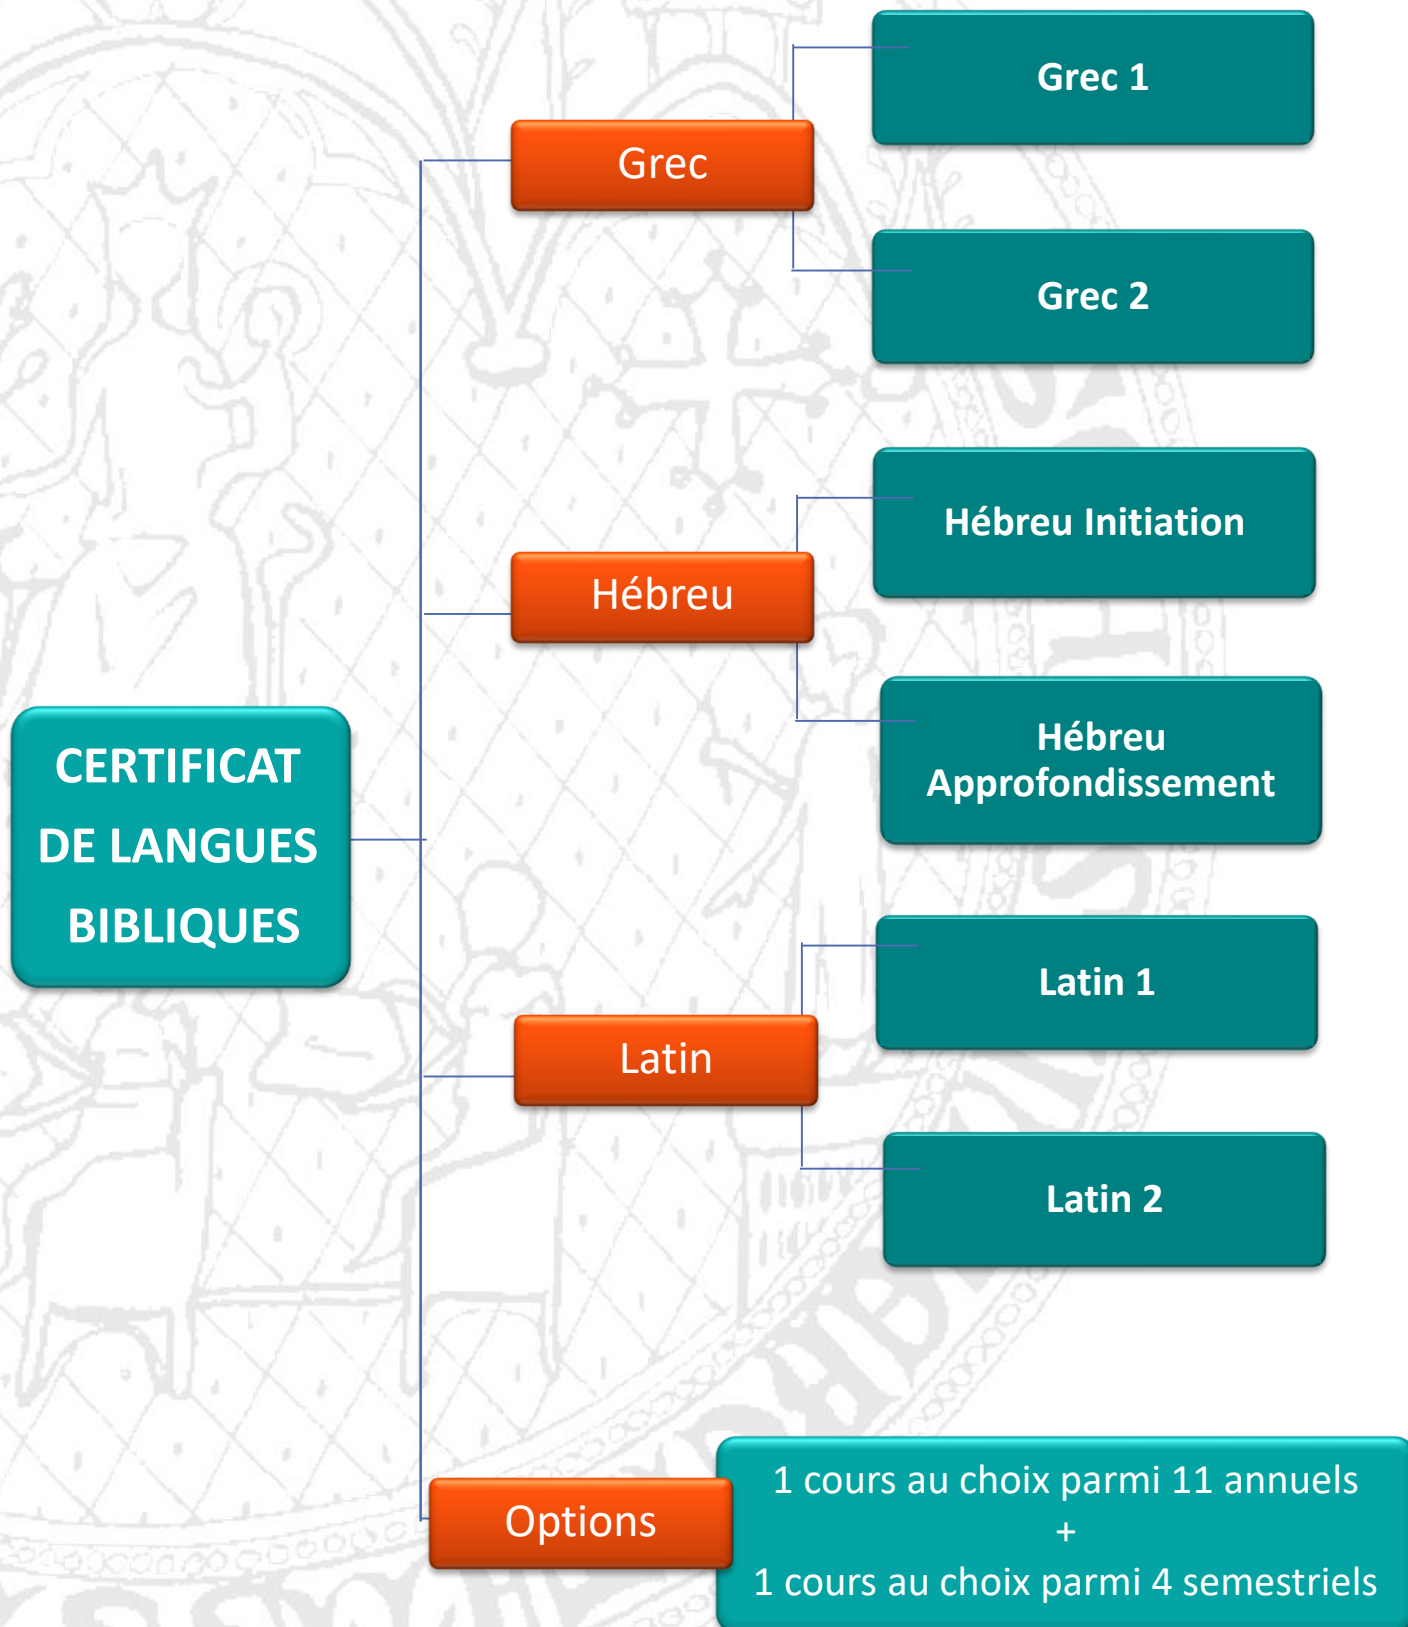 CERTIFICAT
DE LANGUES
BIBLIQUES
Grec
Grec 1
Grec 2
Hébreu
Hébreu Initiation
Hébreu
Approfondissement
Latin
Latin 1
Latin 2
Options
1 cours au choix parmi 11 annuels
+
1 cours au choix parmi 4 semestriels